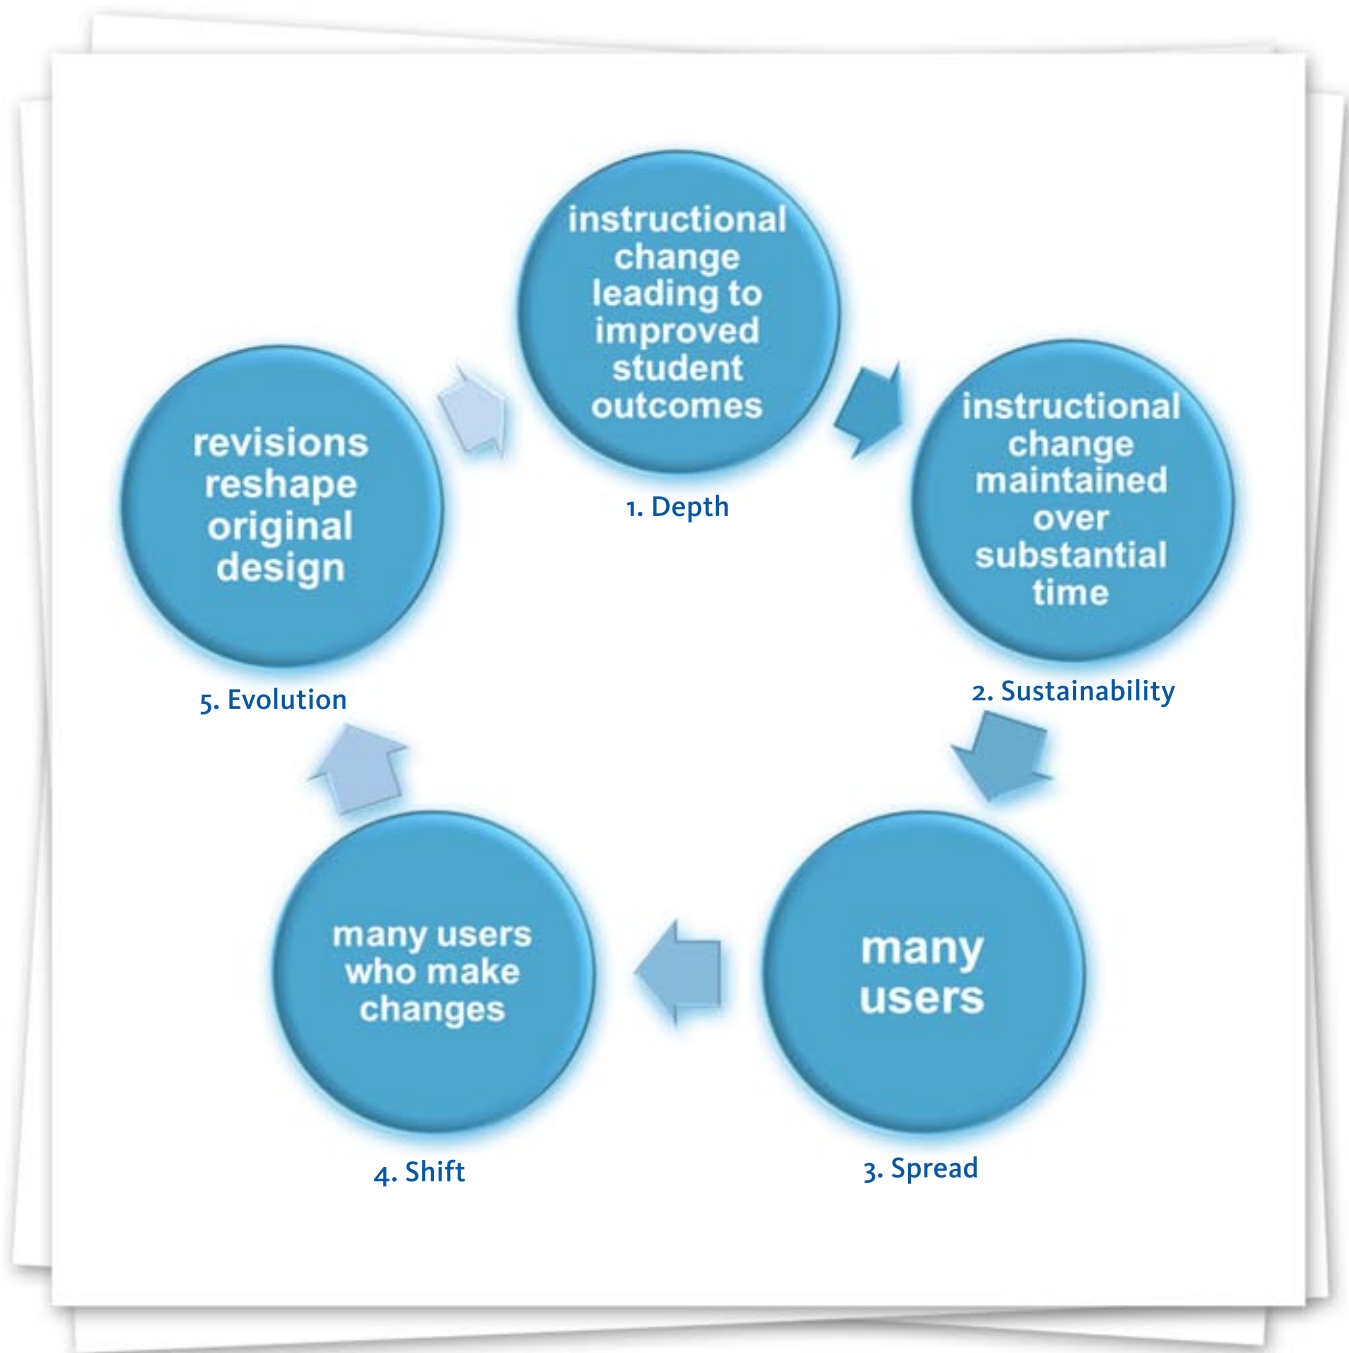 instructional
change
leading to
improved
student
outcomes
1. Depth
instructional
change
maintained
over
substantial
time
2. Sustainability
many
users
3. Spread
many users
who make
changes
4. Shift
revisions
reshape
original
design
5. Evolution